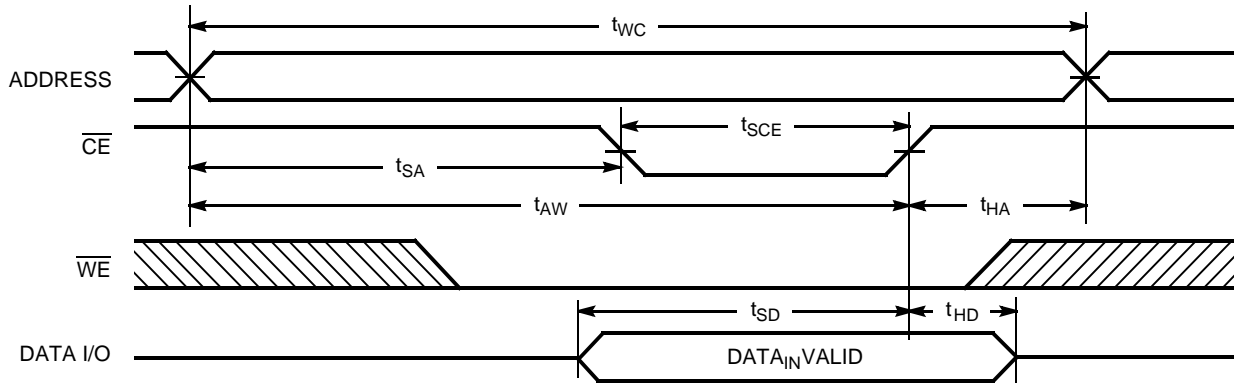 tWC
ADDRESS
CE
tSCE
tSA
tAW
tHA
WE
tSD
tHD
DATA I/O
DATAINVALID